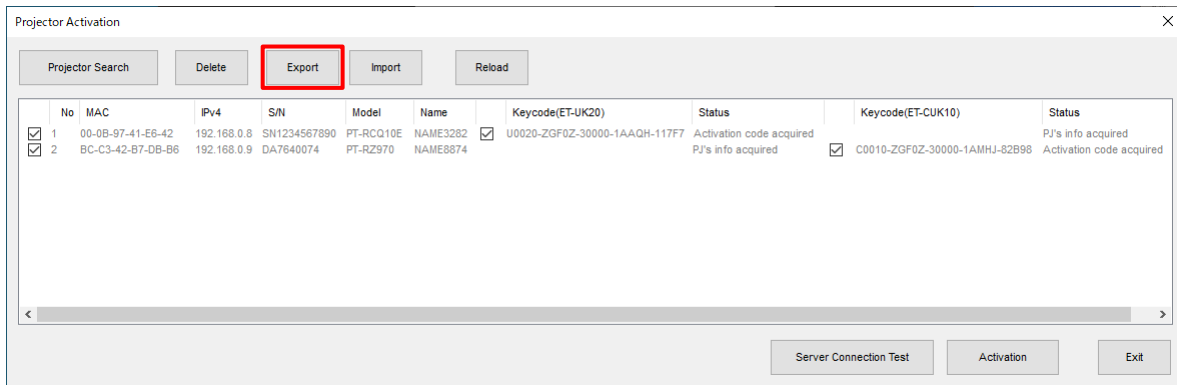 Projector Activation
Projector Search Delete Export Import Reload
No MAC IPv4 S/N Model Name Keycode(ET-UK20) Status Keycode(ET-CUK10) Status
1 00-0B-97-41-E6-42 192.168.0.8 SN1234567890 PT-RCQ10E NAME3282 U0020-ZGF0Z-30000-1AAQH-117F7 Activation code acquired PJ's info acquired
2 BC-C3-42-B7-DB-B6 192.168.0.9 DA7640074 PT-RZ970 NAME8874 PJ's info acquired C0010-ZGF0Z-30000-1AMHJ-82B98 Activation code acquired
Server Connection Test Activation Exit